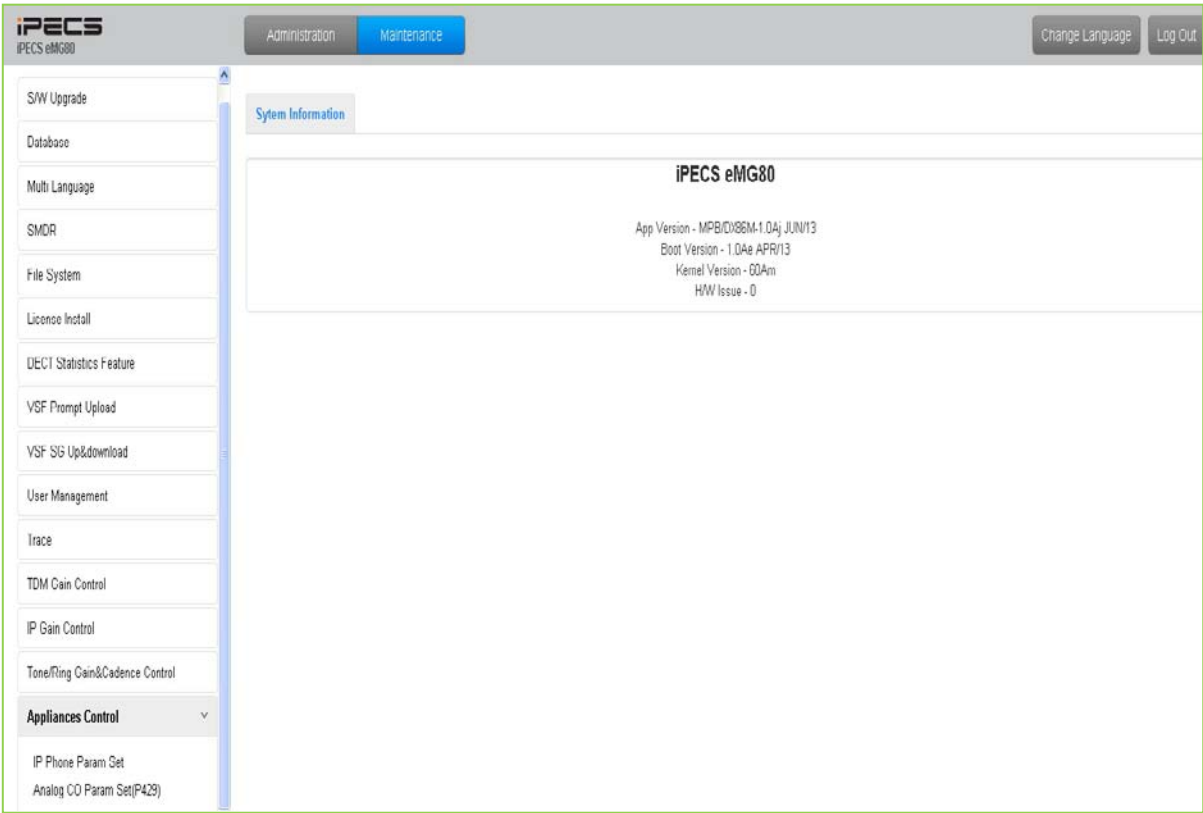 iPECS
iPECS eMG80
Administration
Maintenance
Change Language
Log Out
S/W Upgrade
Database
Multi Language
SMDR
File System
License Install
DECT Statistics Feature
VSF Prompt Upload
VSF SG Up&download
User Management
Trace
TDM Gain Control
IP Gain Control
Tone/Ring Gain&Cadence Control
Appliances Control
IP Phone Param Set
Analog CO Param Set(P429)
Sytem Information
iPECS eMG80
App Version - MPB/DX86M-1.0Aj JUN/13
Boot Version - 1.0Ae APR/13
Kernel Version - 60Am
H/W Issue - 0